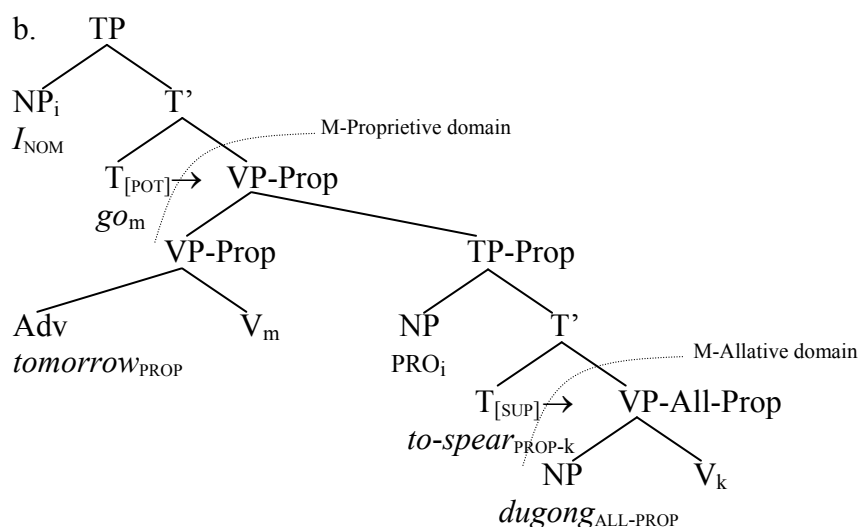 b. TP
NPi T’
INOM M-Proprietive domain
T[POT]→ VP-Prop
gom
VP-Prop TP-Prop
Adv Vm NP T’
tomorrowPROP PROi M-Allative domain
T[SUP]→ VP-All-Prop
to-spearPROP-k
NP Vk
dugongALL-PROP